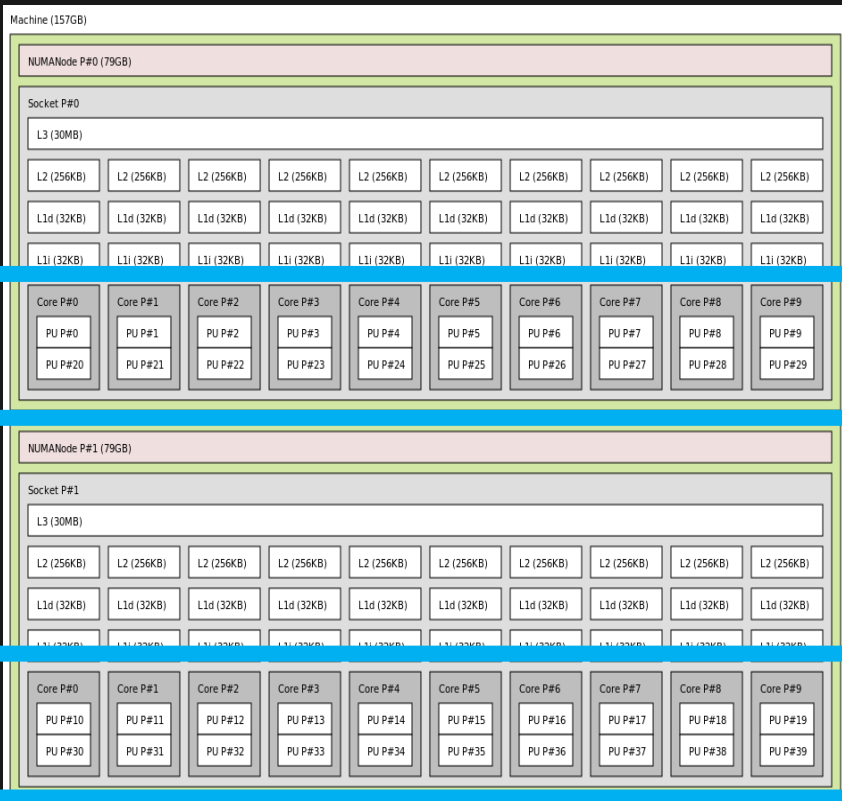 Machine (157GB)
NUMANode P#0 (79GB)
Socket P#0
L3 (30MB)
L2 (256KB) L2 (256KB) L2 (256KB) L2 (256KB) L2 (256KB) L2 (256KB) L2 (256KB) L2 (256KB) L2 (256KB) L2 (256KB)
L1d (32KB) L1d (32KB) L1d (32KB) L1d (32KB) L1d (32KB) L1d (32KB) L1d (32KB) L1d (32KB) L1d (32KB) L1d (32KB)
L1i (32KB) L1i (32KB) L1i (32KB) L1i (32KB) L1i (32KB) L1i (32KB) L1i (32KB) L1i (32KB) L1i (32KB) L1i (32KB)
Core P#0 Core P#1 Core P#2 Core P#3 Core P#4 Core P#5 Core P#6 Core P#7 Core P#8 Core P#9
PU P#0 PU P#1 PU P#2 PU P#3 PU P#4 PU P#5 PU P#6 PU P#7 PU P#8 PU P#9
PU P#20 PU P#21 PU P#22 PU P#23 PU P#24 PU P#25 PU P#26 PU P#27 PU P#28 PU P#29
NUMANode P#1 (79GB)
Socket P#1
L3 (30MB)
L2 (256KB) L2 (256KB) L2 (256KB) L2 (256KB) L2 (256KB) L2 (256KB) L2 (256KB) L2 (256KB) L2 (256KB) L2 (256KB)
L1d (32KB) L1d (32KB) L1d (32KB) L1d (32KB) L1d (32KB) L1d (32KB) L1d (32KB) L1d (32KB) L1d (32KB) L1d (32KB)
Core P#0 Core P#1 Core P#2 Core P#3 Core P#4 Core P#5 Core P#6 Core P#7 Core P#8 Core P#9
PU P#10 PU P#11 PU P#12 PU P#13 PU P#14 PU P#15 PU P#16 PU P#17 PU P#18 PU P#19
PU P#30 PU P#31 PU P#32 PU P#33 PU P#34 PU P#35 PU P#36 PU P#37 PU P#38 PU P#39